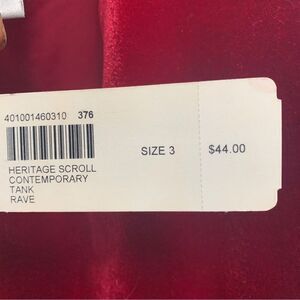 401001460310 376
SIZE 3 $44.00
HERITAGE SCROLL
CONTEMPORARY
TANK
RAVE